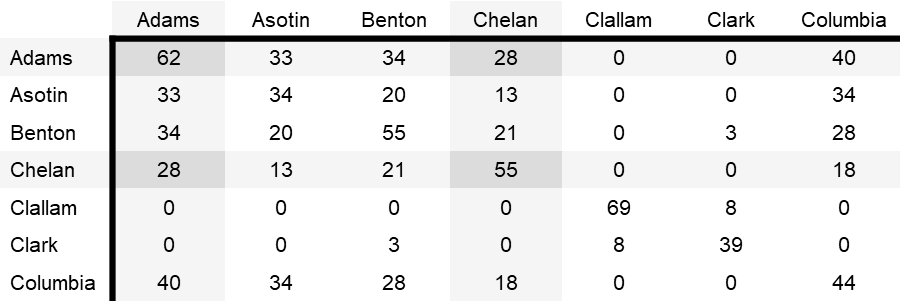 Adams Asotin Benton Chelan Clallam Clark Columbia
Adams 62 33 34 28 0 0 40
Asotin 33 34 20 13 0 0 34
Benton 34 20 55 21 0 3 28
Chelan 28 13 21 55 0 0 18
Clallam 0 0 0 0 69 8 0
Clark 0 0 3 0 8 39 0
Columbia 40 34 28 18 0 0 44